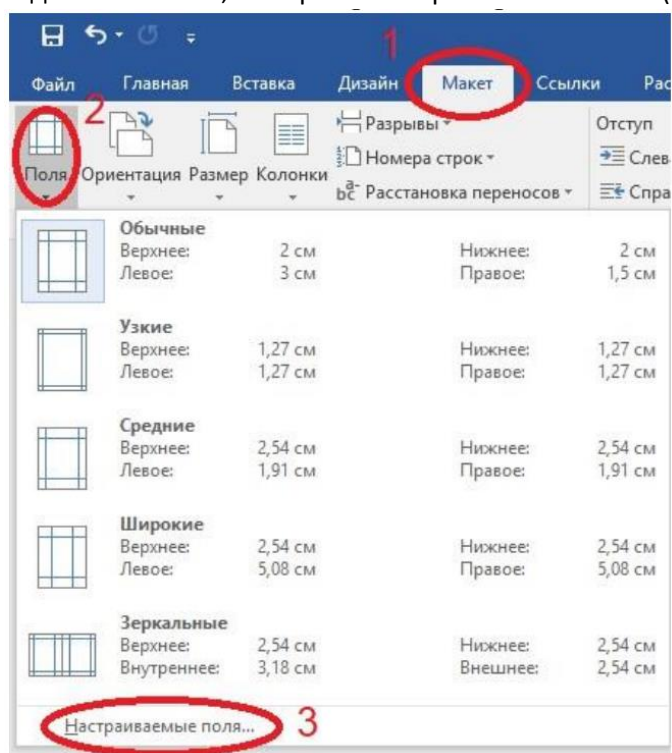 1
Файл Главная Вставка Дизайн Макет Ссылки Рас
2
Поля Ориентация Размер Колонки
Разрывы
Номера строк
Расстановка переносов
Отступ
Слев
Спра
Обычные
Верхнее: 2 см Нижнее: 2 см
Левое: 3 см Правое: 1,5 см
Узкие
Верхнее: 1,27 см Нижнее: 1,27 см
Левое: 1,27 см Правое: 1,27 см
Средние
Верхнее: 2,54 см Нижнее: 2,54 см
Левое: 1,91 см Правое: 1,91 см
Широкие
Верхнее: 2,54 см Нижнее: 2,54 см
Левое: 5,08 см Правое: 5,08 см
Зеркальные
Верхнее: 2,54 см Нижнее: 2,54 см
Внутреннее: 3,18 см Внешнее: 2,54 см
Настраиваемые поля... 3